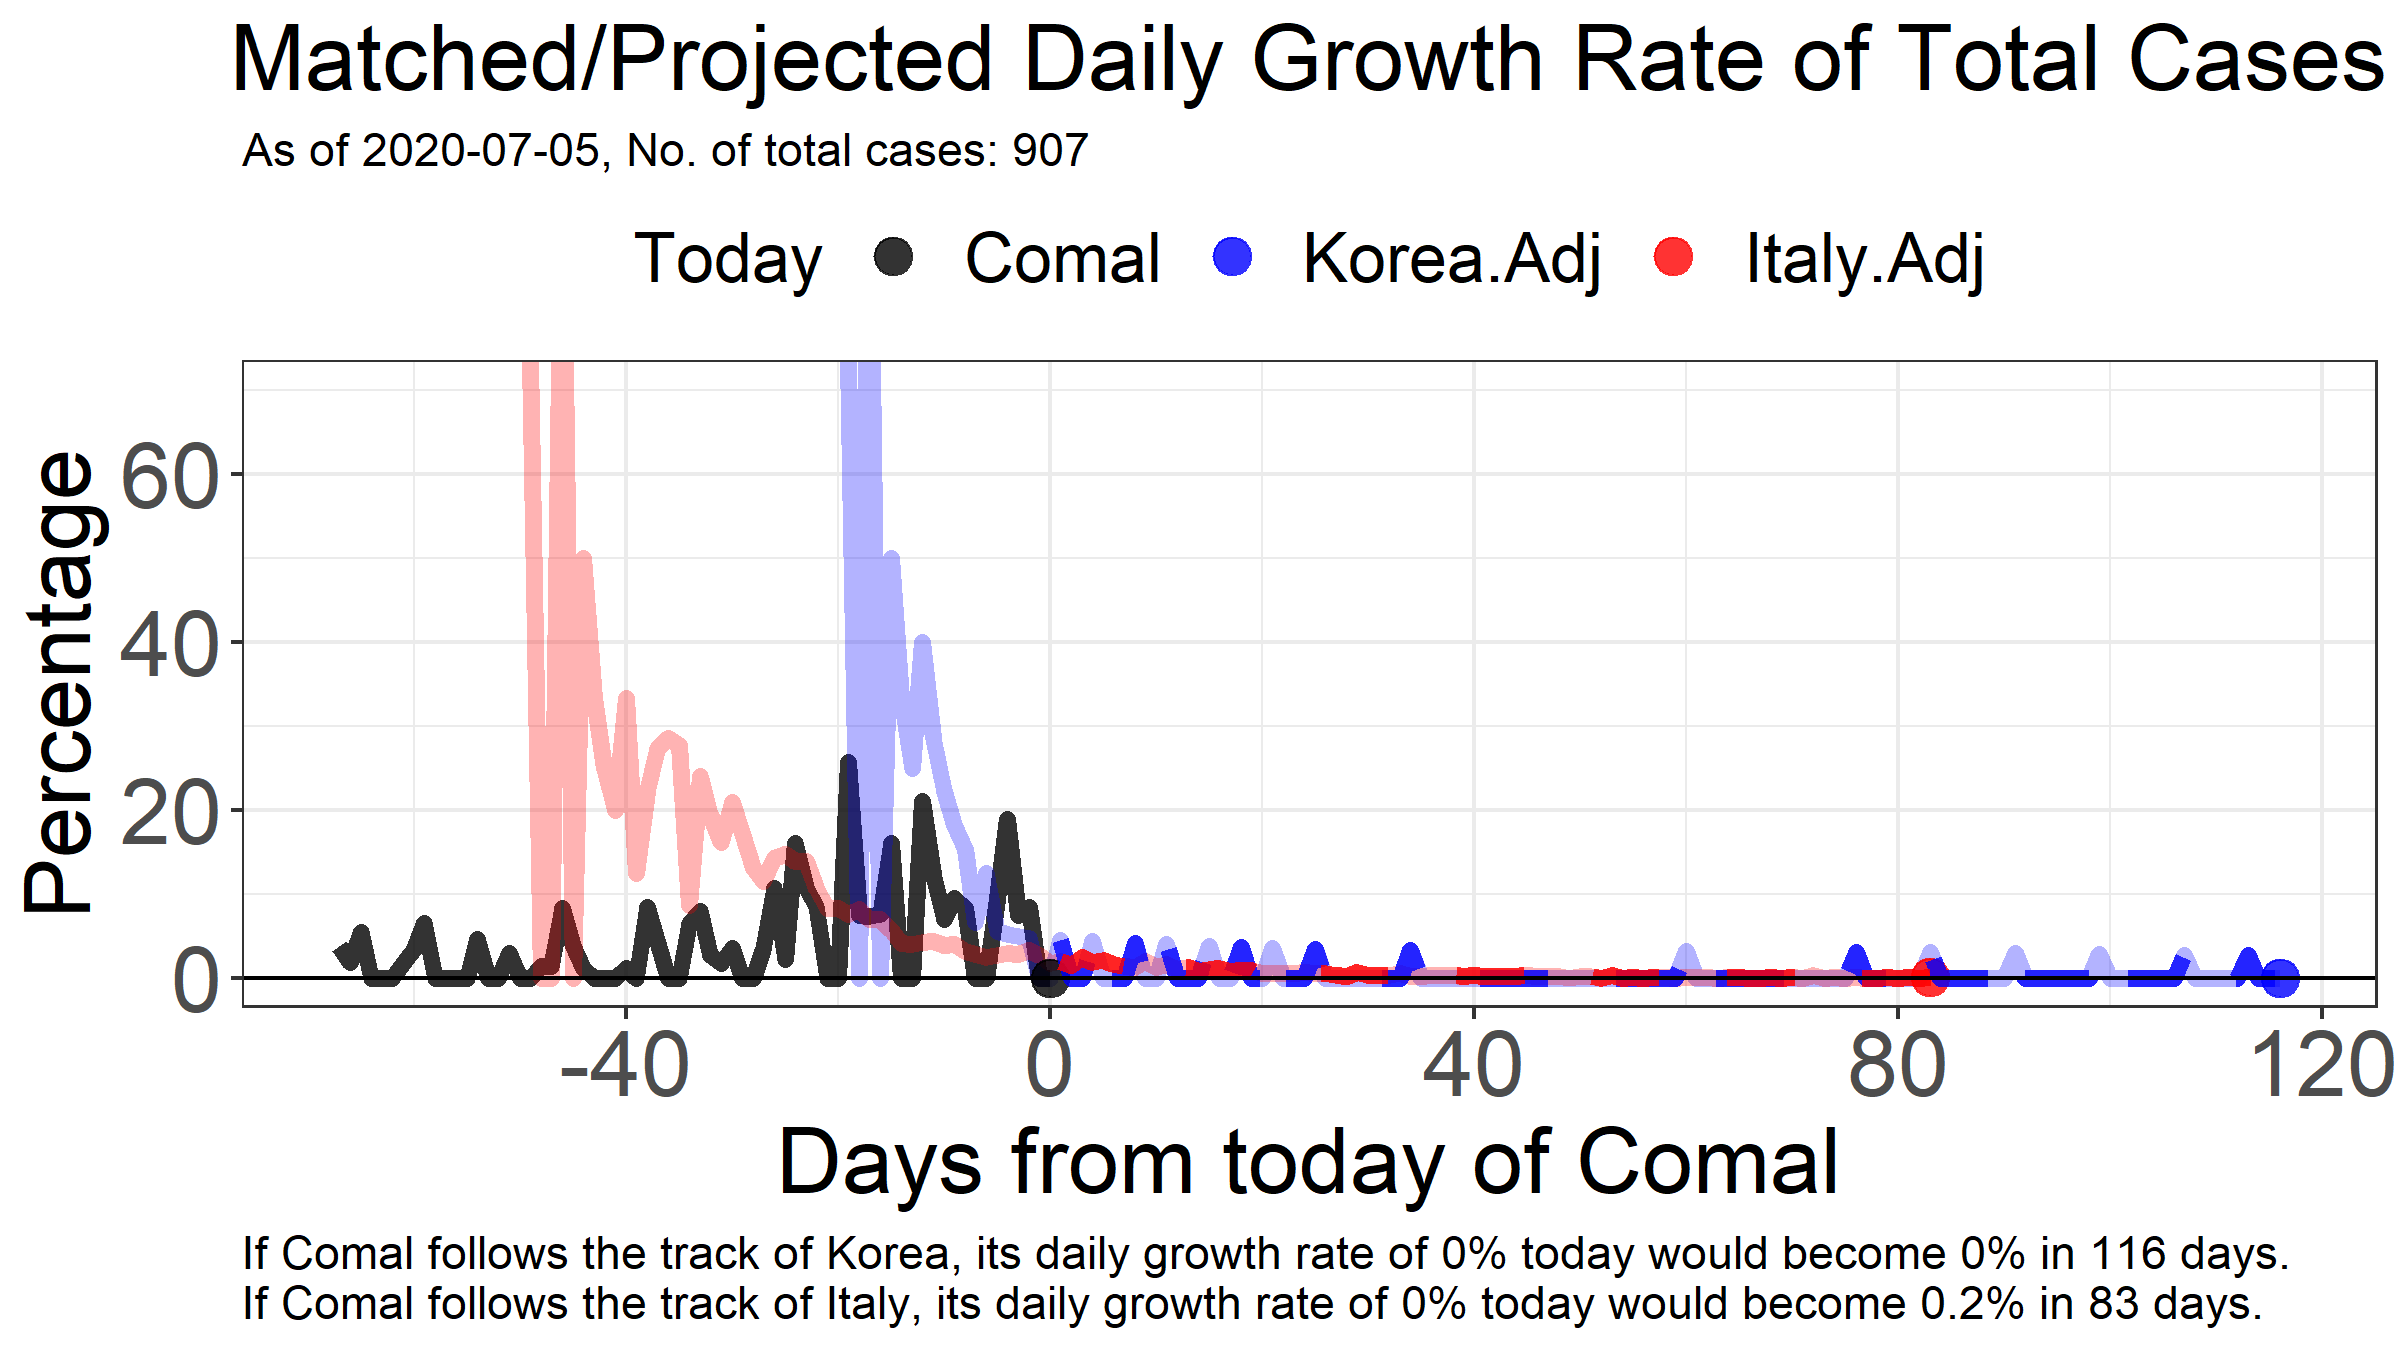 Matched/Projected Daily Growth Rate of Total Cases
As of 2020-07-05, No. of total cases: 907
Today Comal Korea.Adj Italy.Adj
Percentage
60
40
20
0
-40 0 40 80 120
Days from today of Comal
If Comal follows the track of Korea, its daily growth rate of 0% today would become 0% in 116 days.
If Comal follows the track of Italy, its daily growth rate of 0% today would become 0.2% in 83 days.